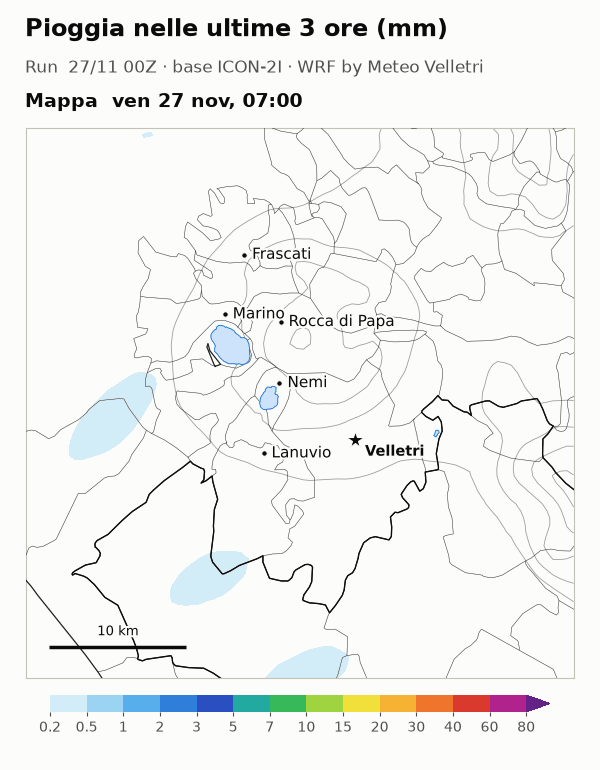 Pioggia nelle ultime 3 ore (mm)
Run  27/11 00Z · base ICON-2I · WRF by Meteo Velletri
Mappa  ven 27 nov, 07:00
Frascati
Marino
Rocca di Papa
Nemi
Velletri
Lanuvio
10 km
0.2 0.5 1 2 3 5 7 10 15 20 30 40 60 80